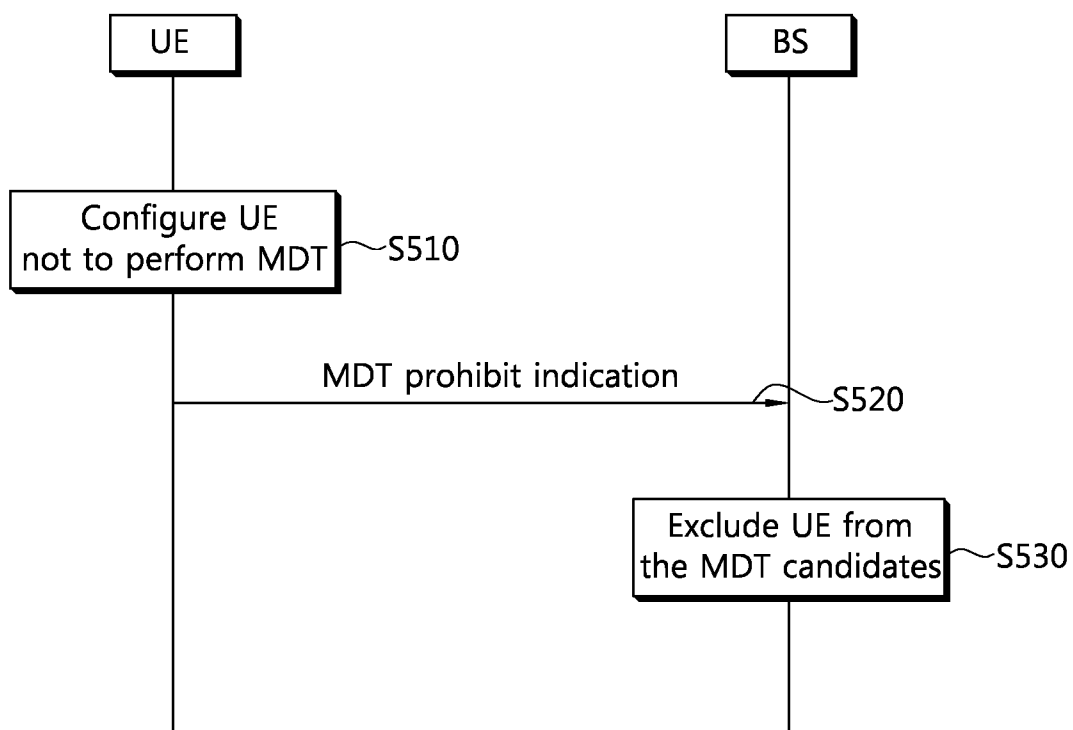 UE
BS
Configure UE
not to perform MDT
S510
MDT prohibit indication
S520
Exclude UE from
the MDT candidates
S530